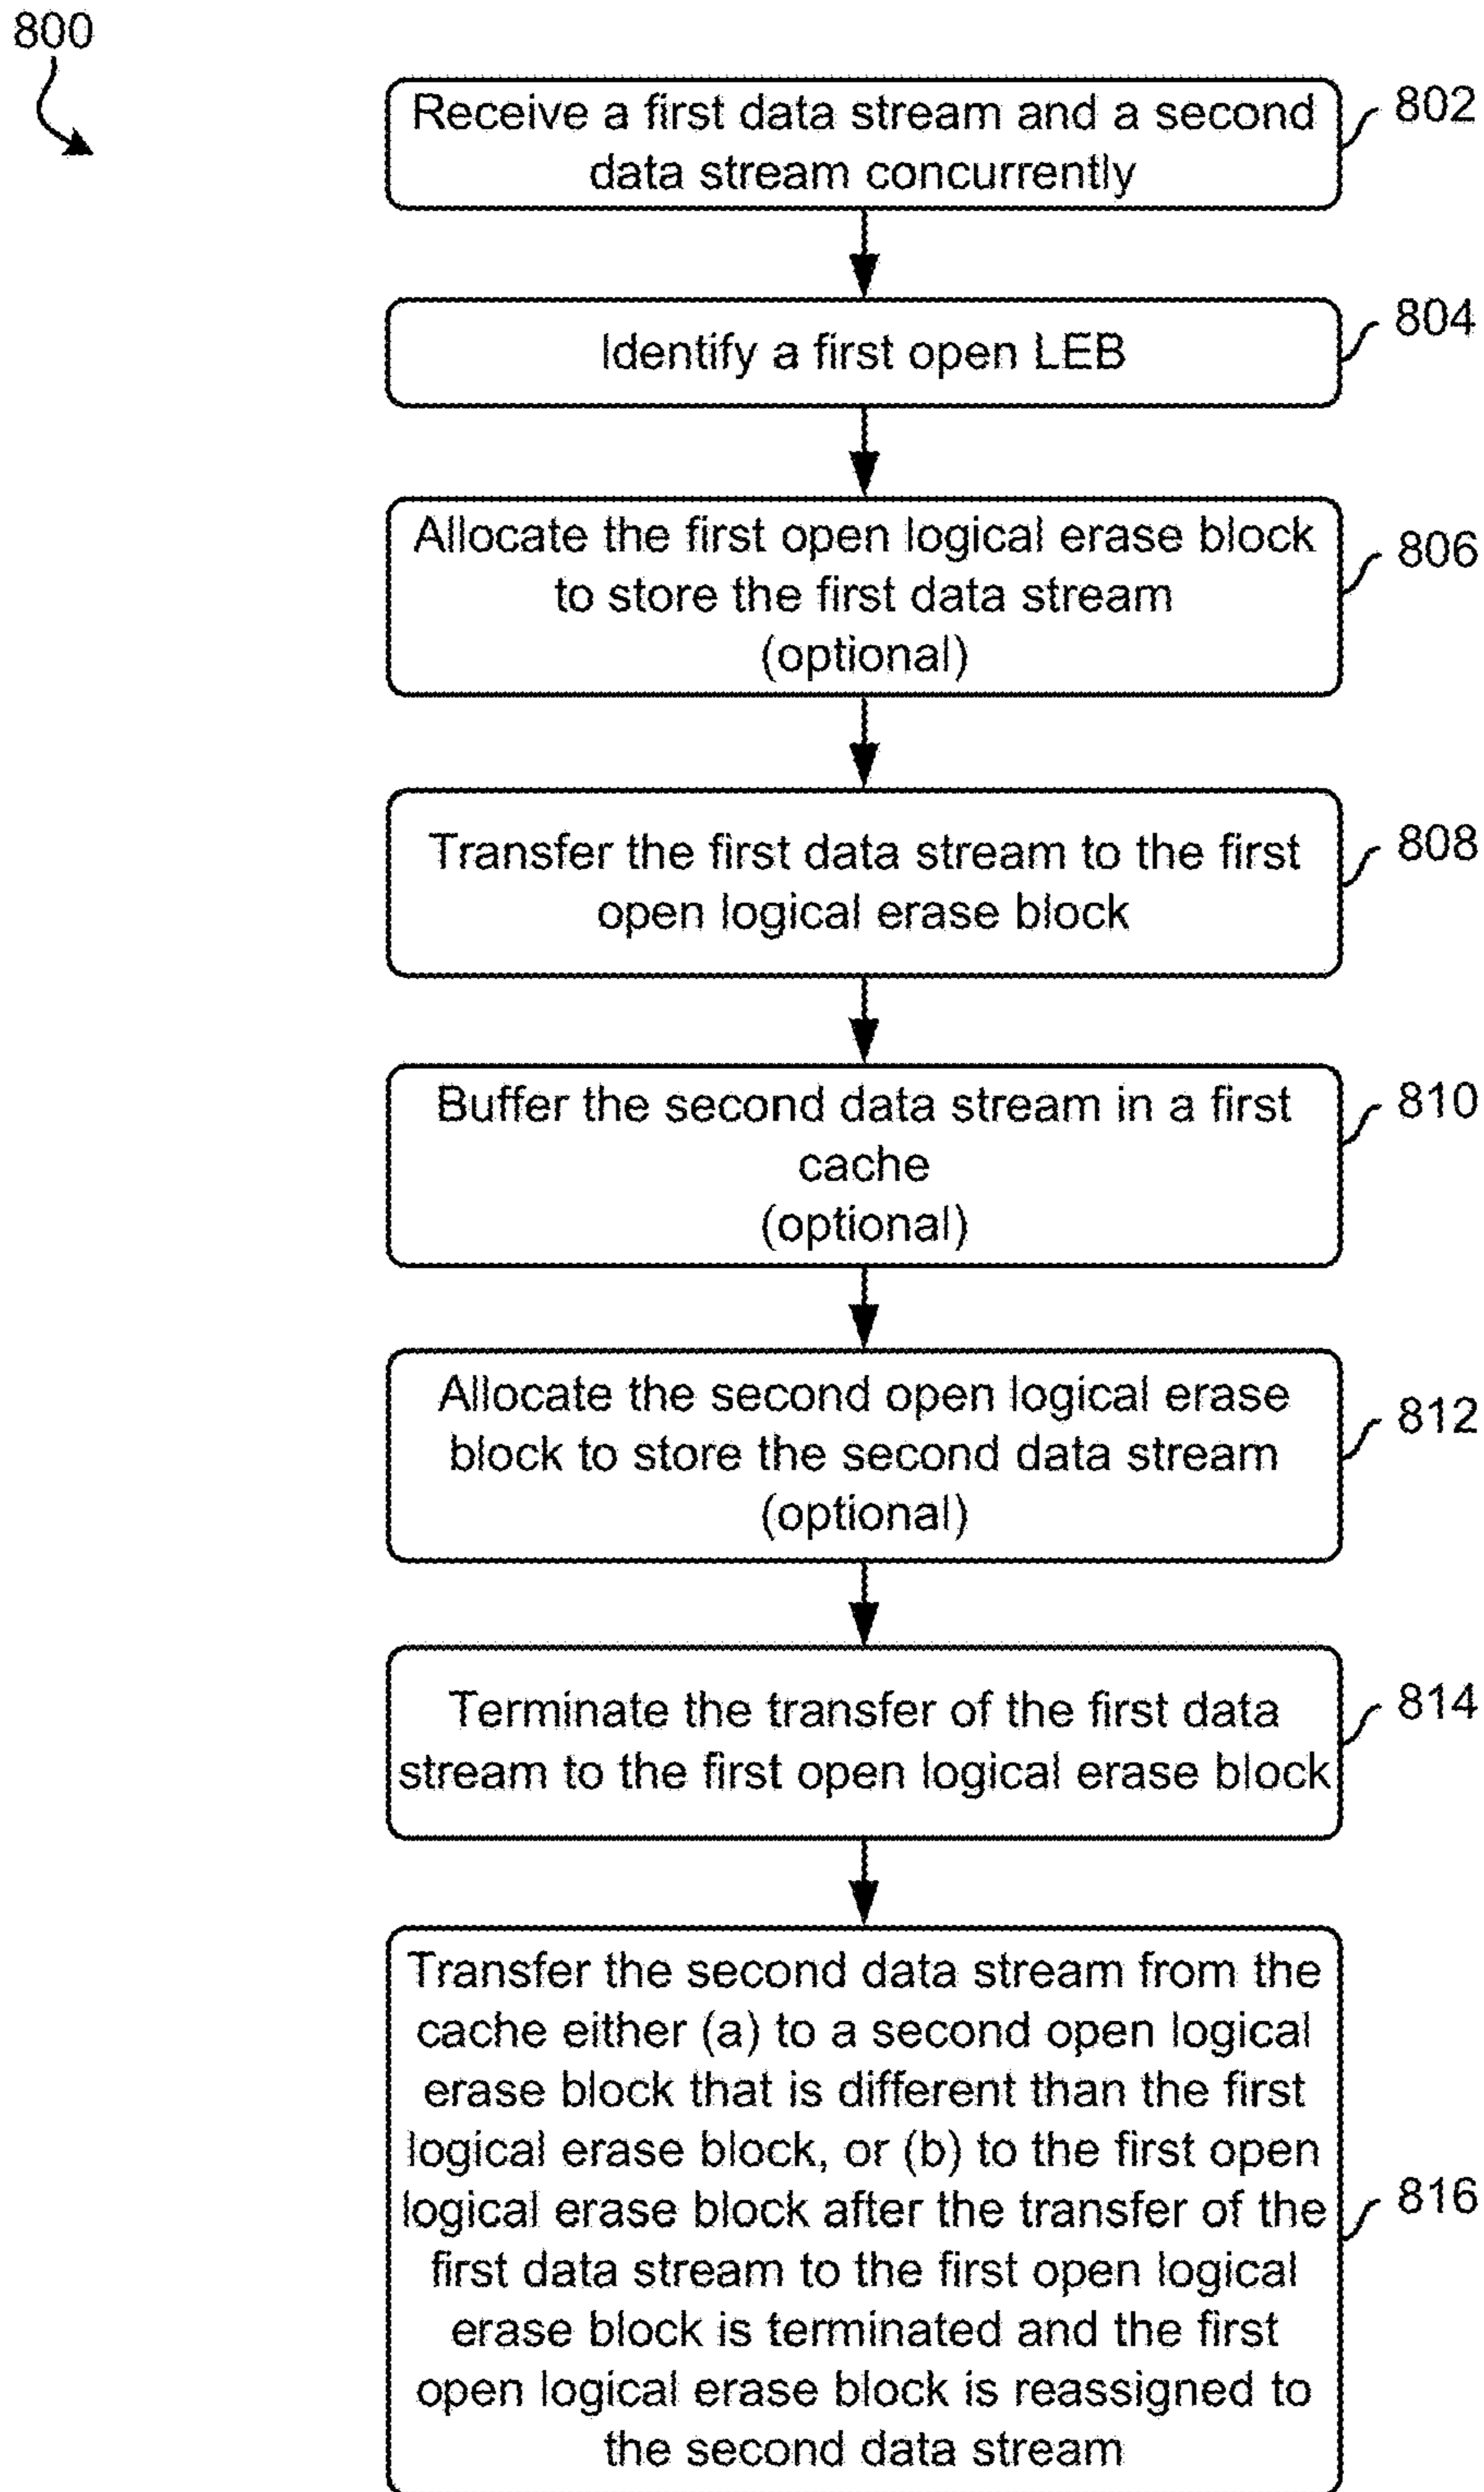 800
Receive a first data stream and a second
data stream concurrently
802
Identify a first open LEB
804
Allocate the first open logical erase block
to store the first data stream
(optional)
806
Transfer the first data stream to the first
open logical erase block
808
Buffer the second data stream in a first
cache
(optional)
810
Allocate the second open logical erase
block to store the second data stream
(optional)
812
Terminate the transfer of the first data
stream to the first open logical erase block
814
Transfer the second data stream from the
cache either (a) to a second open logical
erase block that is different than the first
logical erase block, or (b) to the first open
logical erase block after the transfer of the
first data stream to the first open logical
erase block is terminated and the first
open logical erase block is reassigned to
the second data stream
816